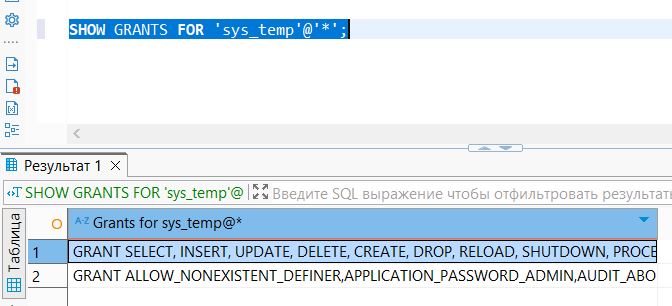 SHOW GRANTS FOR 'sys_temp'@'*';
Результат 1
SHOW GRANTS FOR 'sys_temp'@
Введите SQL выражение чтобы отфильтровать результат
Таблица
A-Z Grants for sys_temp@*
1 GRANT SELECT, INSERT, UPDATE, DELETE, CREATE, DROP, RELOAD, SHUTDOWN, PROCE
2 GRANT ALLOW_NONEXISTENT_DEFINER,APPLICATION_PASSWORD_ADMIN,AUDIT_ABO